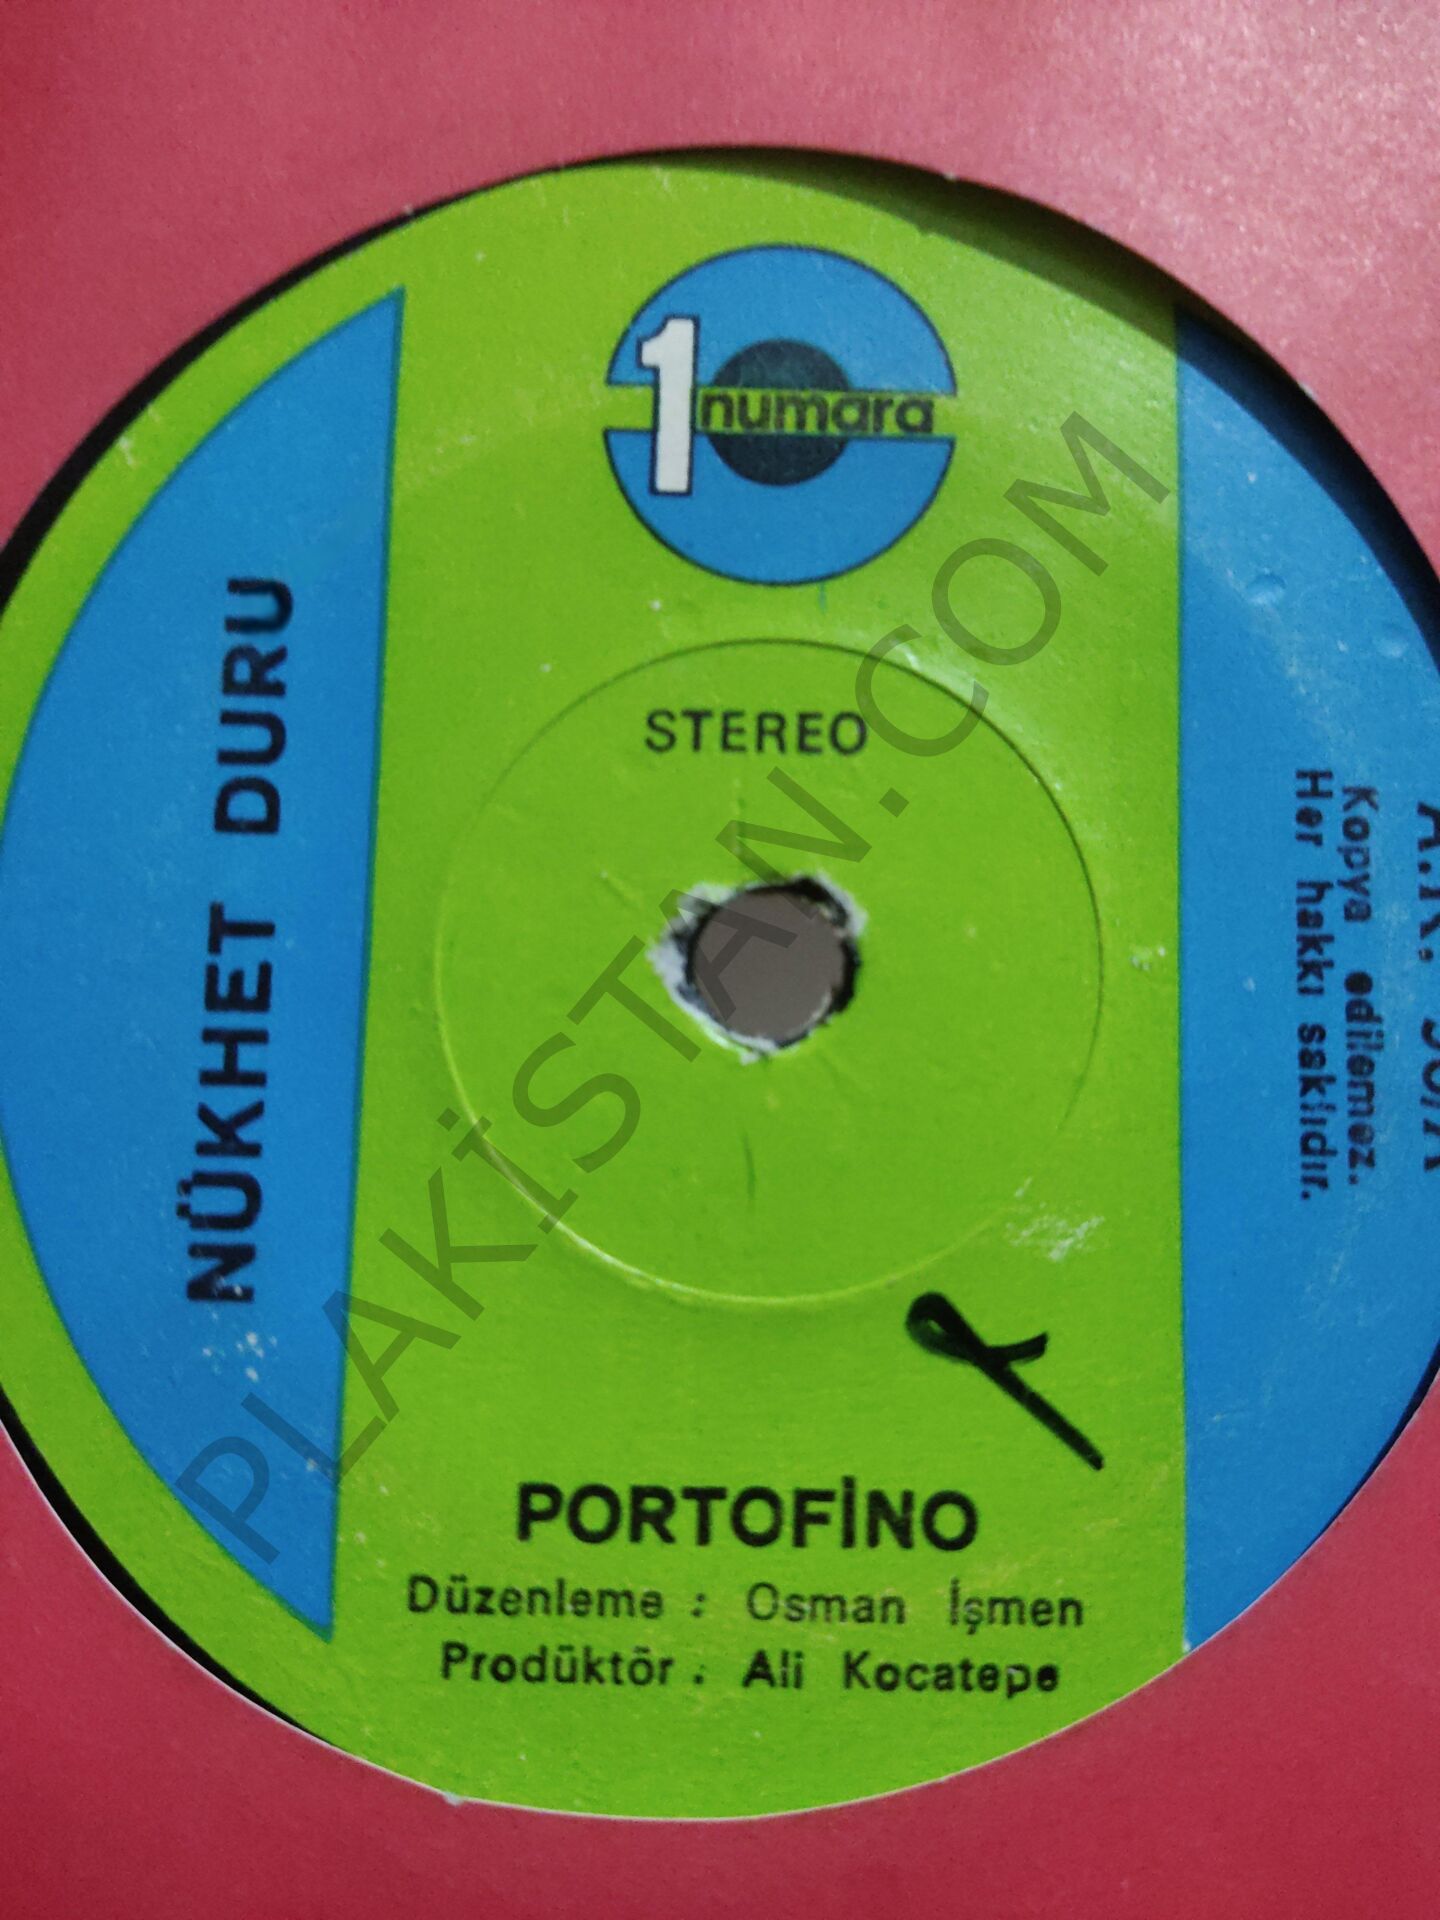 1 numara
STEREO
NÜKHET DURU
Kopya edilemez.
Her hakkı saklıdır.
PORTOFİNO
Düzenleme : Osman İşmen
Prodüktör : Ali Kocatepe
PLAKİSTAN.COM